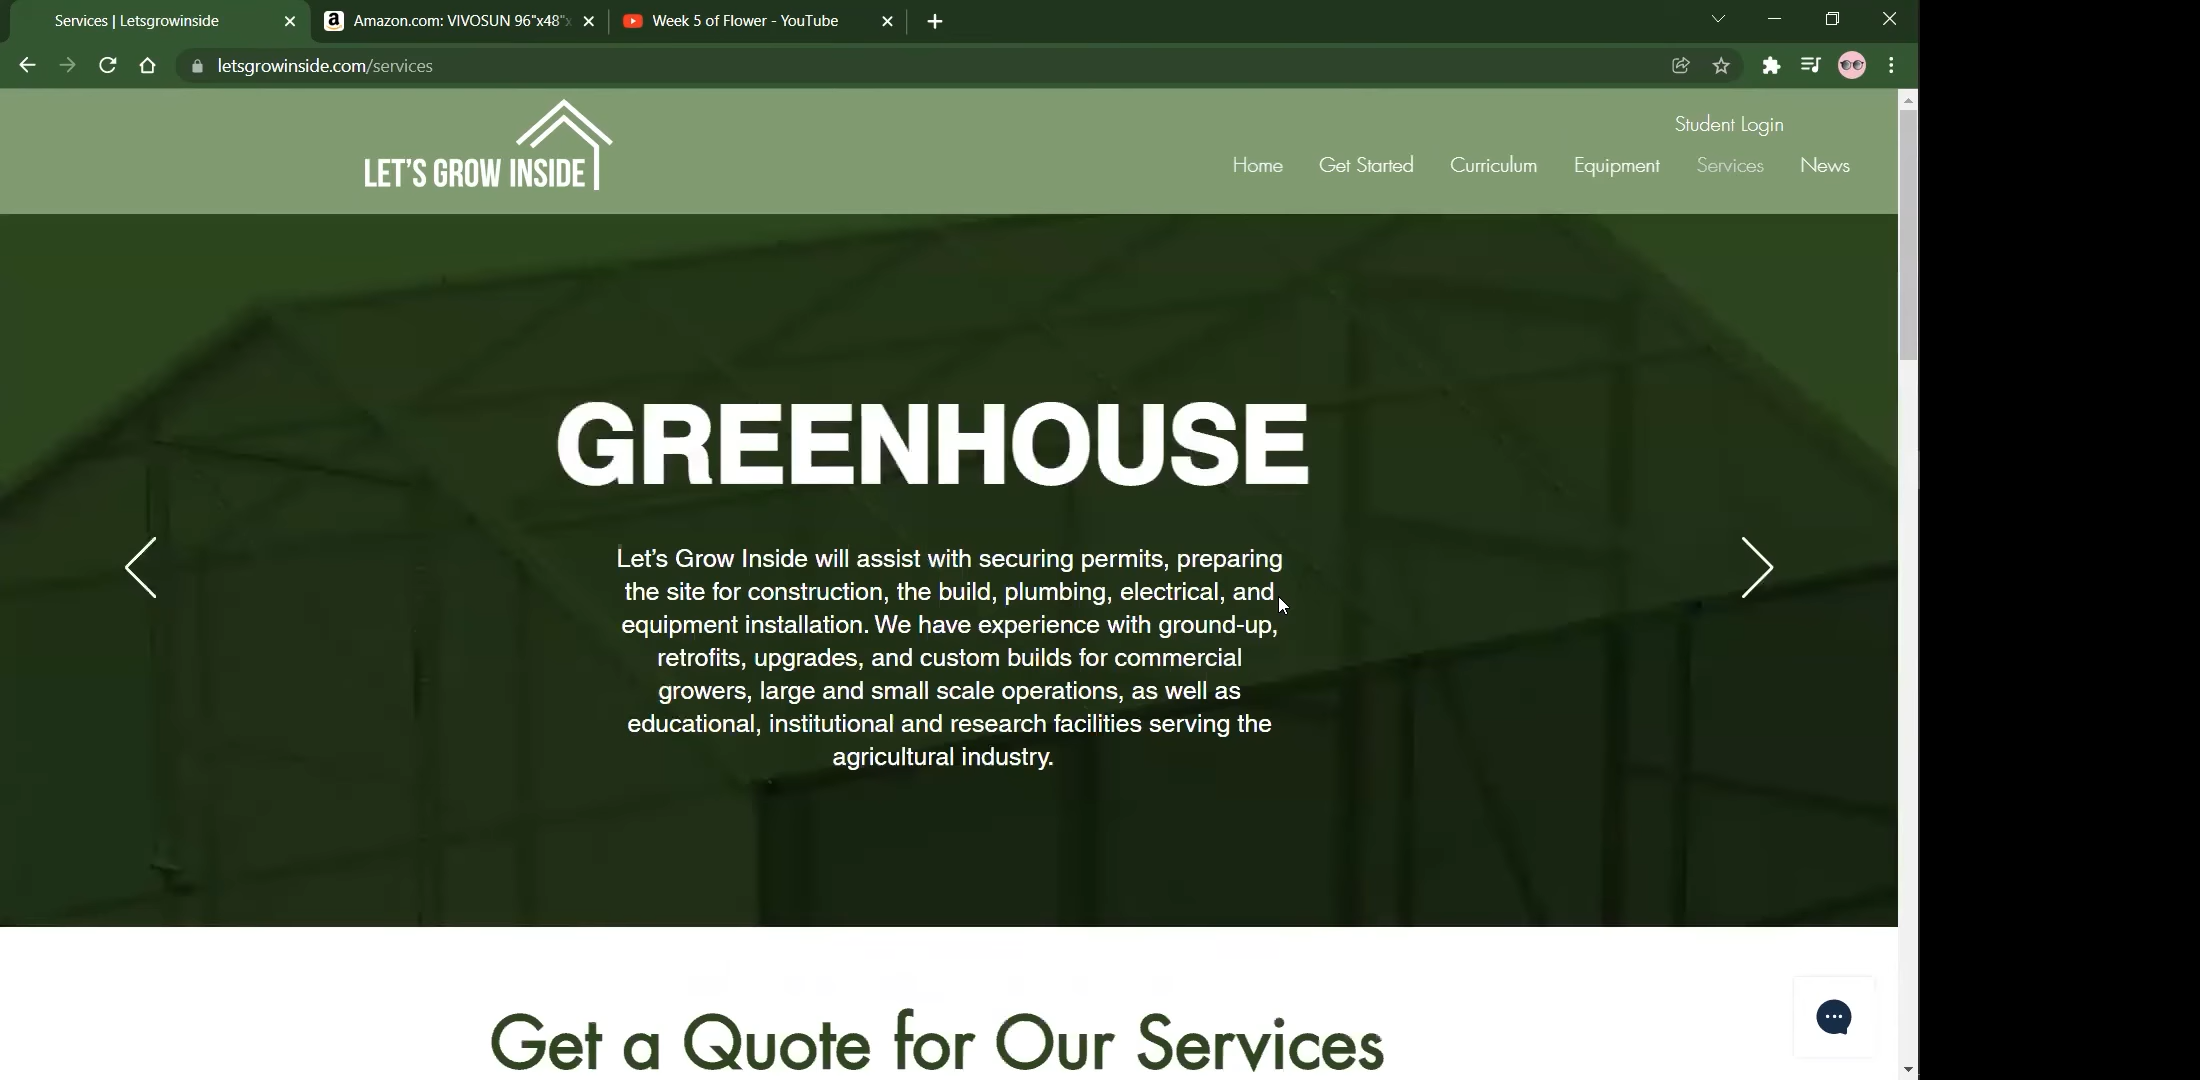 Services | Letsgrowinside
Amazon.com: VIVOSUN 96"x48"x
Week 5 of Flower - YouTube
letsgrowinside.com/services
Student Login
LET'S GROW INSIDE
Home Get Started Curriculum Equipment Services News
GREENHOUSE
Let’s Grow Inside will assist with securing permits, preparing
the site for construction, the build, plumbing, electrical, and
equipment installation. We have experience with ground-up,
retrofits, upgrades, and custom builds for commercial
growers, large and small scale operations, as well as
educational, institutional and research facilities serving the
agricultural industry.
Get a Quote for Our Services